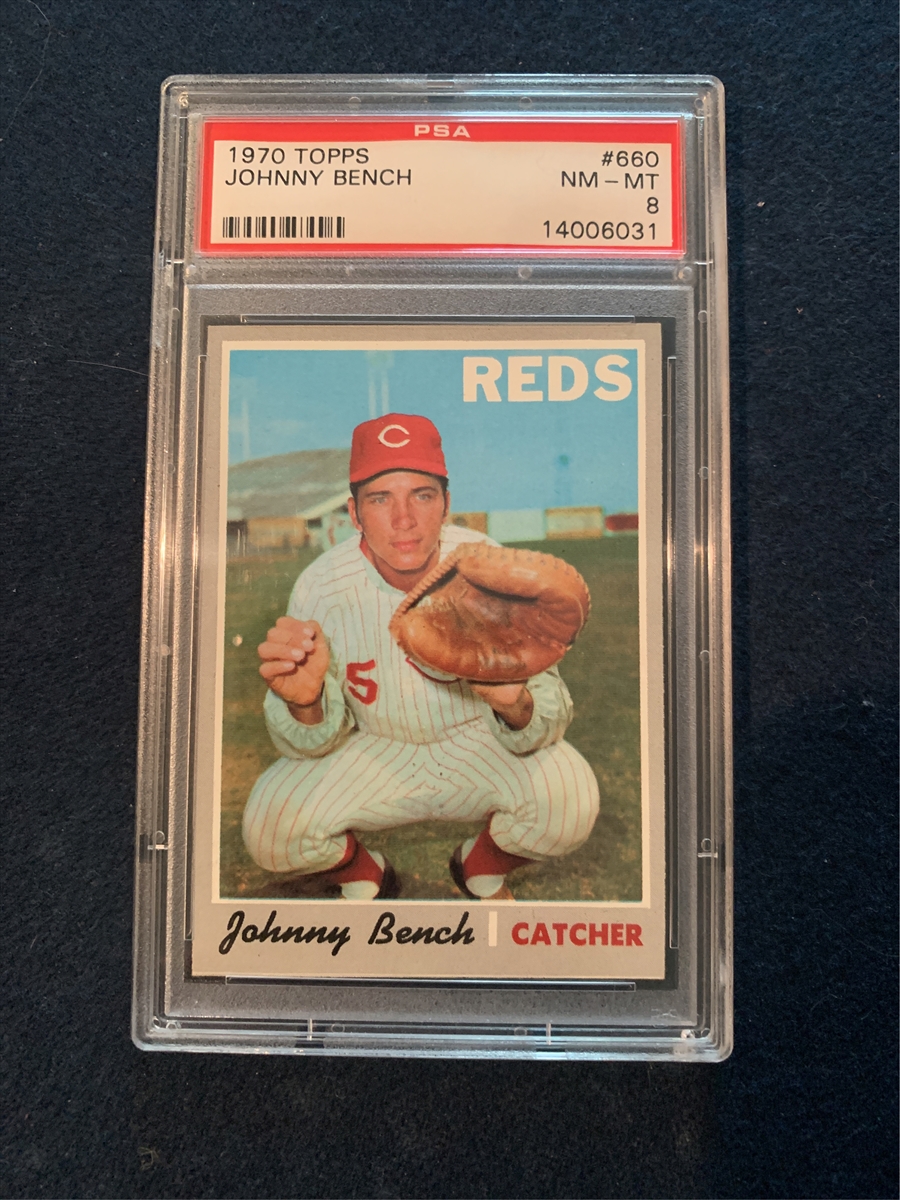 PSA
1970 TOPPS #660
JOHNNY BENCH NM - MT
8
14006031
REDS
C
5
Johnny Bench | CATCHER